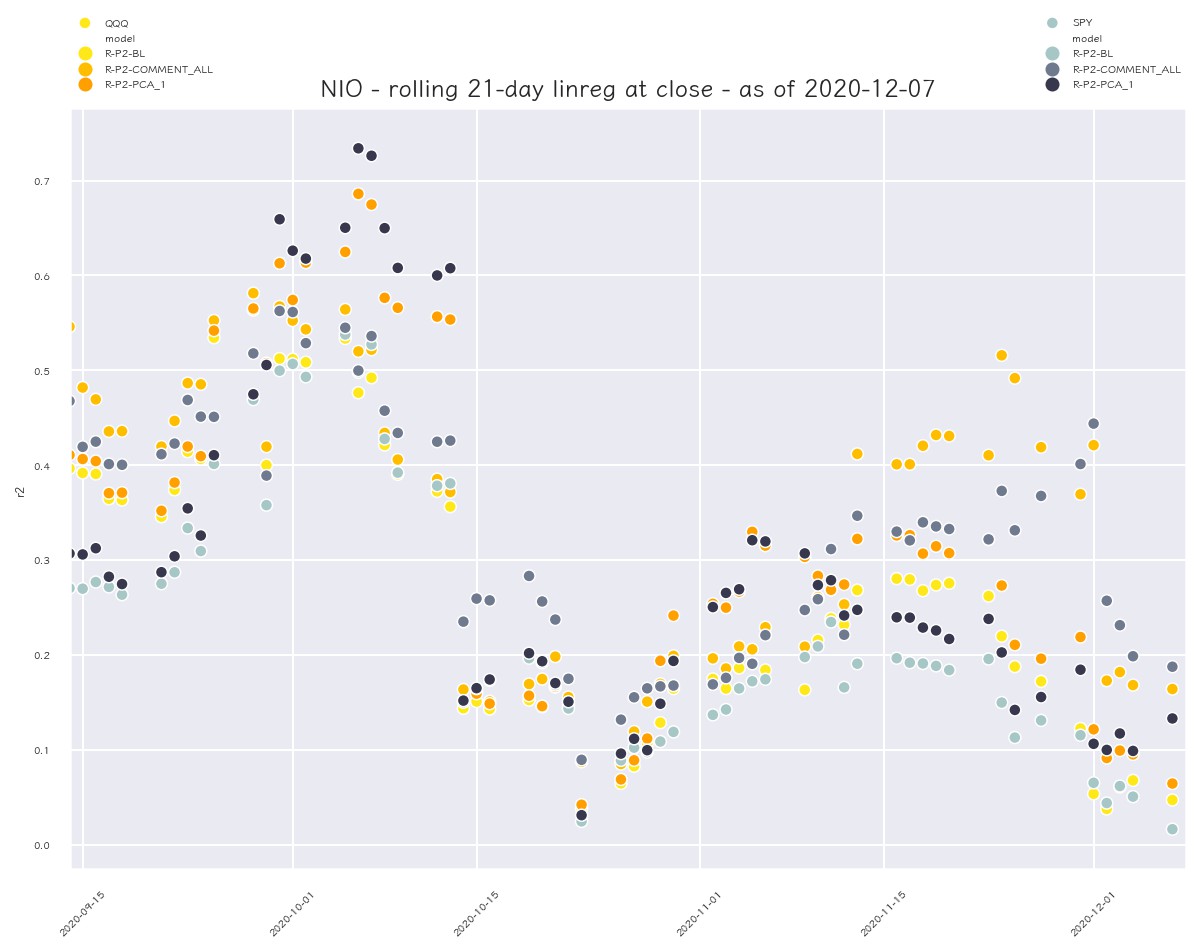 QQQ
model
R-P2-BL
R-P2-COMMENT_ALL
R-P2-PCA_1
SPY
model
R-P2-BL
R-P2-COMMENT_ALL
R-P2-PCA_1
NIO - rolling 21-day linreg at close - as of 2020-12-07
0.7
0.6
0.5
0.4
0.3
0.2
0.1
0.0
r2
2020-09-15
2020-10-01
2020-10-15
2020-11-01
2020-11-15
2020-12-01